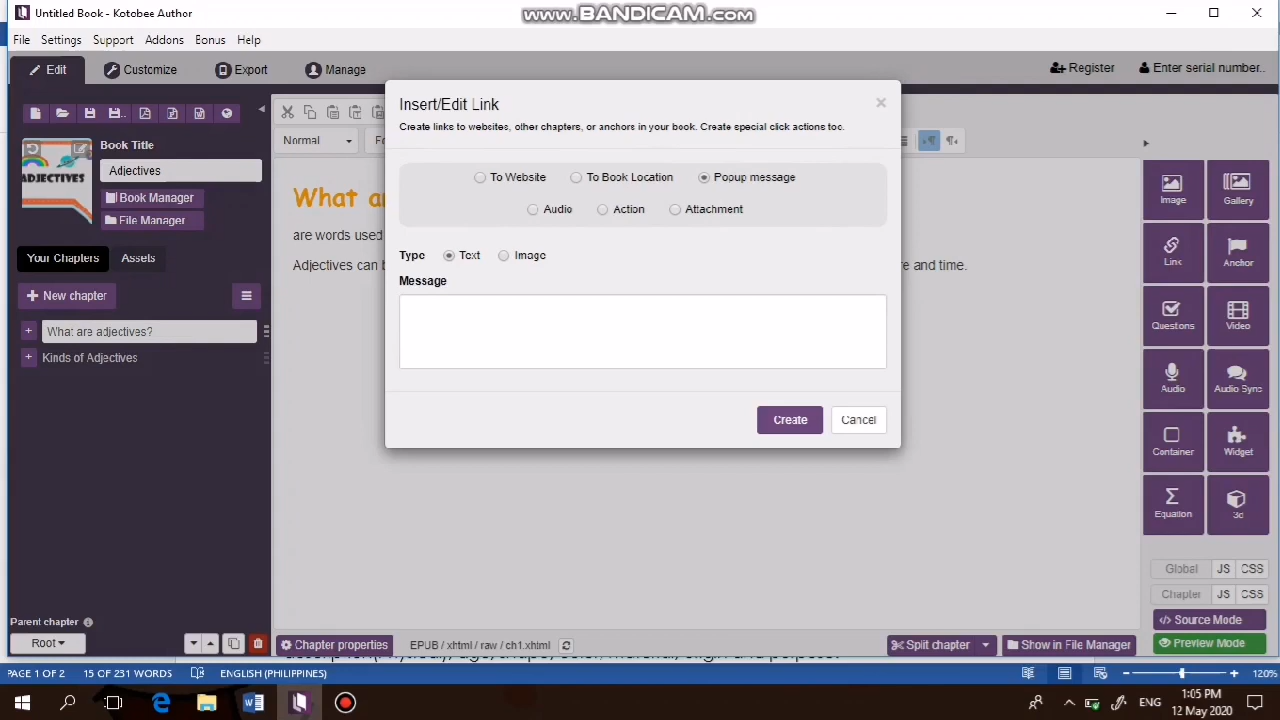 Untitled Book - Kotobee Author
www.BANDICAM.com
File Settings Support Addons Bonus Help
Edit Customize Export Manage Register Enter serial number..
Insert/Edit Link
Create links to websites, other chapters, or anchors in your book. Create special click actions too.
Book Title
Adjectives
ADJECTIVES
Book Manager
File Manager
Normal
To Website To Book Location Popup message
Audio Action Attachment
What
are words used
Adjectives can
and time.
Type Text Image
Message
Create Cancel
Your Chapters Assets
New chapter
What are adjectives?
Kinds of Adjectives
Image Gallery
Link Anchor
Questions Video
Audio Audio Sync
Container Widget
Equation 3d
Global JS CSS
Chapter JS CSS
Source Mode
Preview Mode
Parent chapter
Root
Chapter properties EPUB / xhtml / raw / ch1.xhtml Split chapter Show in File Manager
PAGE 1 OF 2 15 OF 231 WORDS ENGLISH (PHILIPPINES) 120%
ENG
1:05 PM
12 May 2020